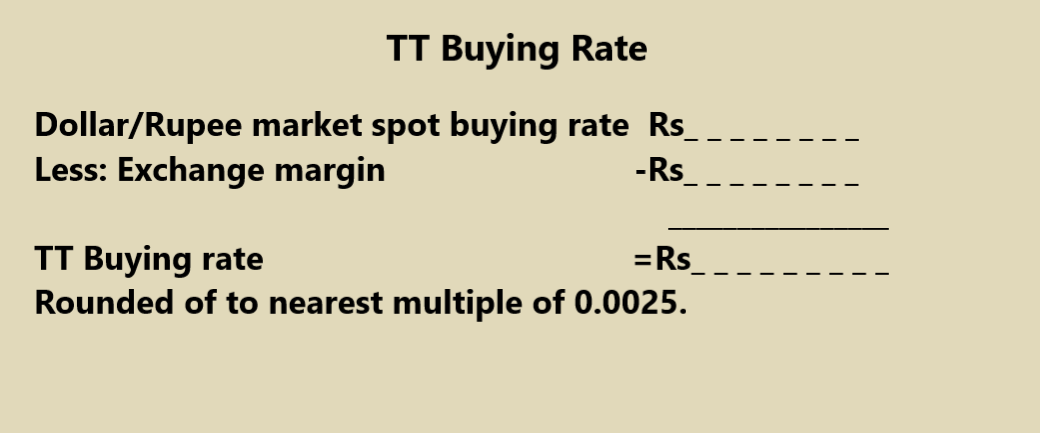 TT Buying Rate
Dollar/Rupee market spot buying rate Rs_ _ _ _ _ _ _ _
Less: Exchange margin -Rs_ _ _ _ _ _ _ _
________________
TT Buying rate =Rs_ _ _ _ _ _ _ _ _
Rounded of to nearest multiple of 0.0025.